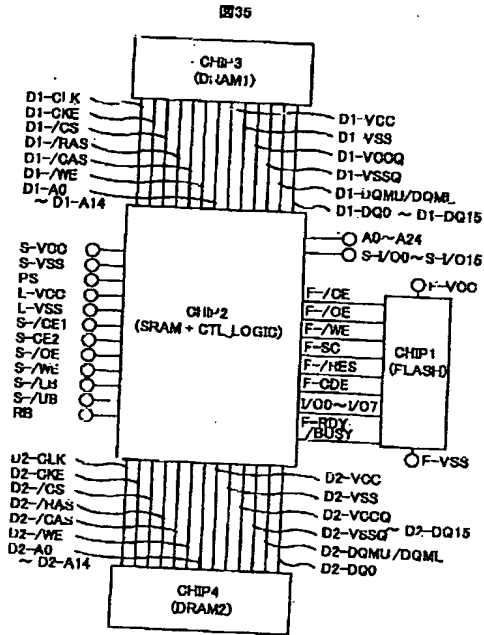 図35
CHIP3
(DRAM1)
D1-CLK
D1-CKE
D1-/CS
D1-/RAS
D1-/CAS
D1-/WE
D1-A0
~ D1-A14
D1-VCC
D1-VSS
D1-VCCQ
D1-VSSQ
D1-DQMU/DQML
D1-DQ0 ~ D1-DQ15
A0~A24
S-I/O0~S-I/O15
S-VCC
S-VSS
PS
L-VCC
L-VSS
S-/CE1
S-CE2
S-/OE
S-/WE
S-/LB
S-/UB
RB
CHIP2
(SRAM + CTL_LOGIC)
F-/CE
F-/OE
F-/WE
F-SC
F-/RES
F-CDE
I/O0~I/O7
F-RDY
/BUSY
F-VCC
CHIP1
(FLASH)
F-VSS
D2-CLK
D2-CKE
D2-/CS
D2-/RAS
D2-/CAS
D2-/WE
D2-A0
~ D2-A14
D2-VCC
D2-VSS
D2-VCCQ
D2-VSSQ ~ D2-DQ15
D2-DQMU/DQML
D2-DQ0
CHIP4
(DRAM2)